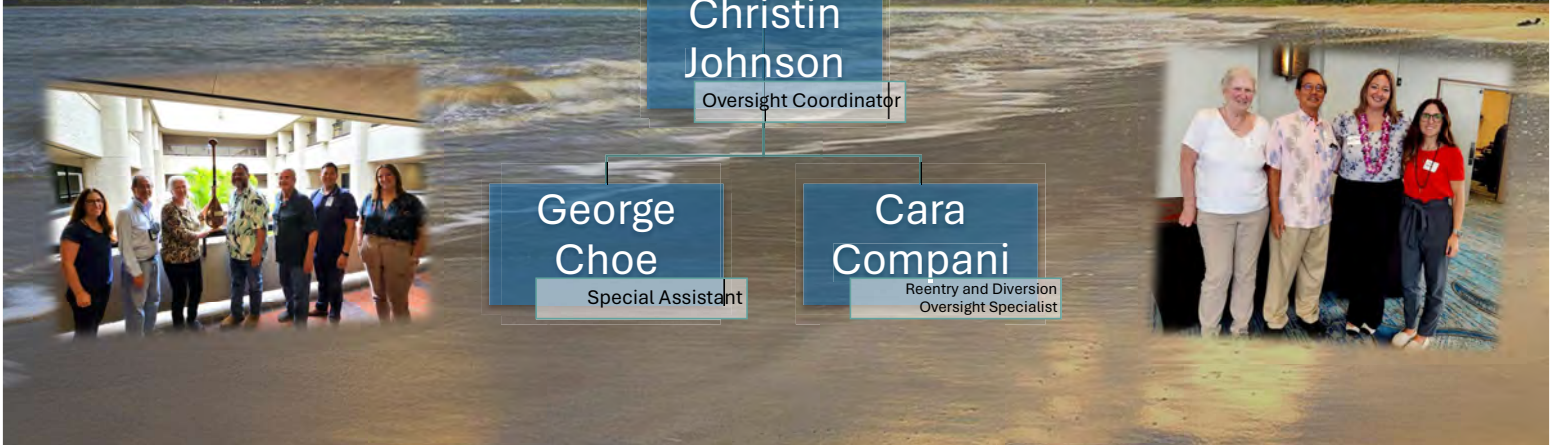 Christin
Johnson
Oversight Coordinator
George
Choe
Special Assistant
Cara
Compani
Reentry and Diversion
Oversight Specialist